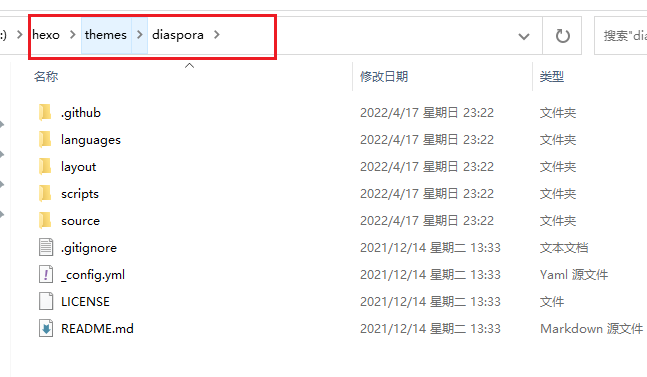 :) > hexo > themes > diaspora > 搜索"dia
名称 修改日期 类型
.github 2022/4/17 星期日 23:22 文件夹
languages 2022/4/17 星期日 23:22 文件夹
layout 2022/4/17 星期日 23:22 文件夹
scripts 2022/4/17 星期日 23:22 文件夹
source 2022/4/17 星期日 23:22 文件夹
.gitignore 2021/12/14 星期二 13:33 文本文档
_config.yml 2021/12/14 星期二 13:33 Yaml 源文件
LICENSE 2021/12/14 星期二 13:33 文件
README.md 2021/12/14 星期二 13:33 Markdown 源文件